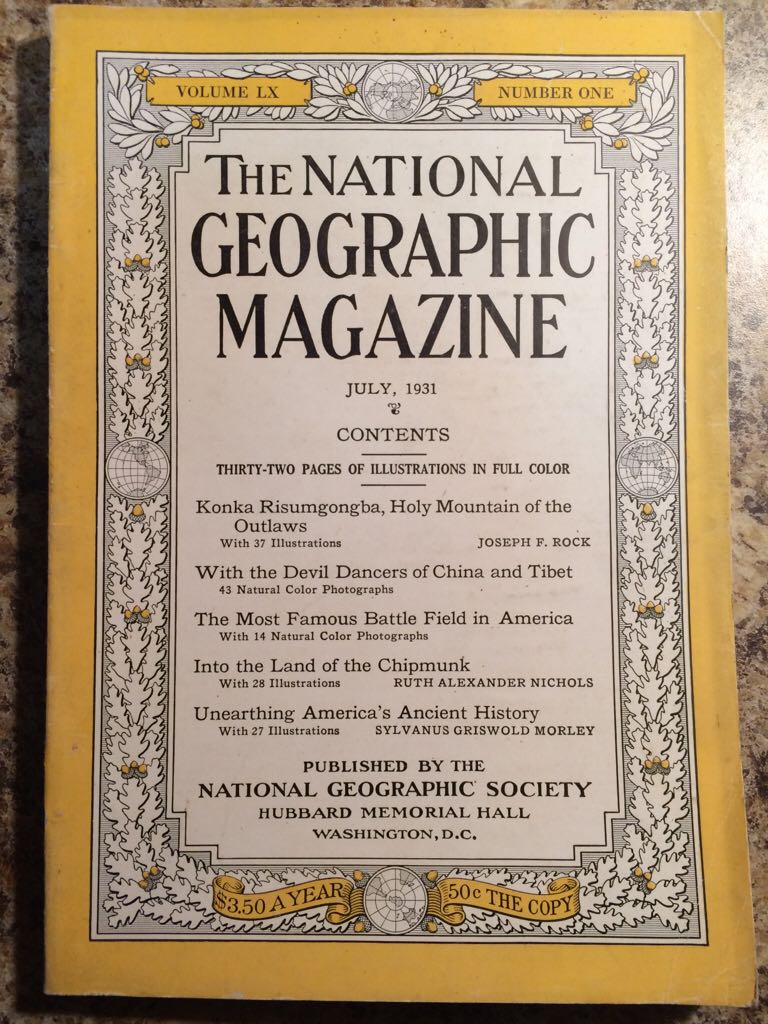 VOLUME LX
NUMBER ONE
THE NATIONAL
GEOGRAPHIC
MAGAZINE
JULY, 1931
CONTENTS
THIRTY-TWO PAGES OF ILLUSTRATIONS IN FULL COLOR
Konka Risumgongba, Holy Mountain of the
Outlaws
With 37 Illustrations JOSEPH F. ROCK
With the Devil Dancers of China and Tibet
43 Natural Color Photographs
The Most Famous Battle Field in America
With 14 Natural Color Photographs
Into the Land of the Chipmunk
With 28 Illustrations RUTH ALEXANDER NICHOLS
Unearthing America's Ancient History
With 27 Illustrations SYLVANUS GRISWOLD MORLEY
PUBLISHED BY THE
NATIONAL GEOGRAPHIC SOCIETY
HUBBARD MEMORIAL HALL
WASHINGTON, D.C.
$3.50 A YEAR
50c THE COPY